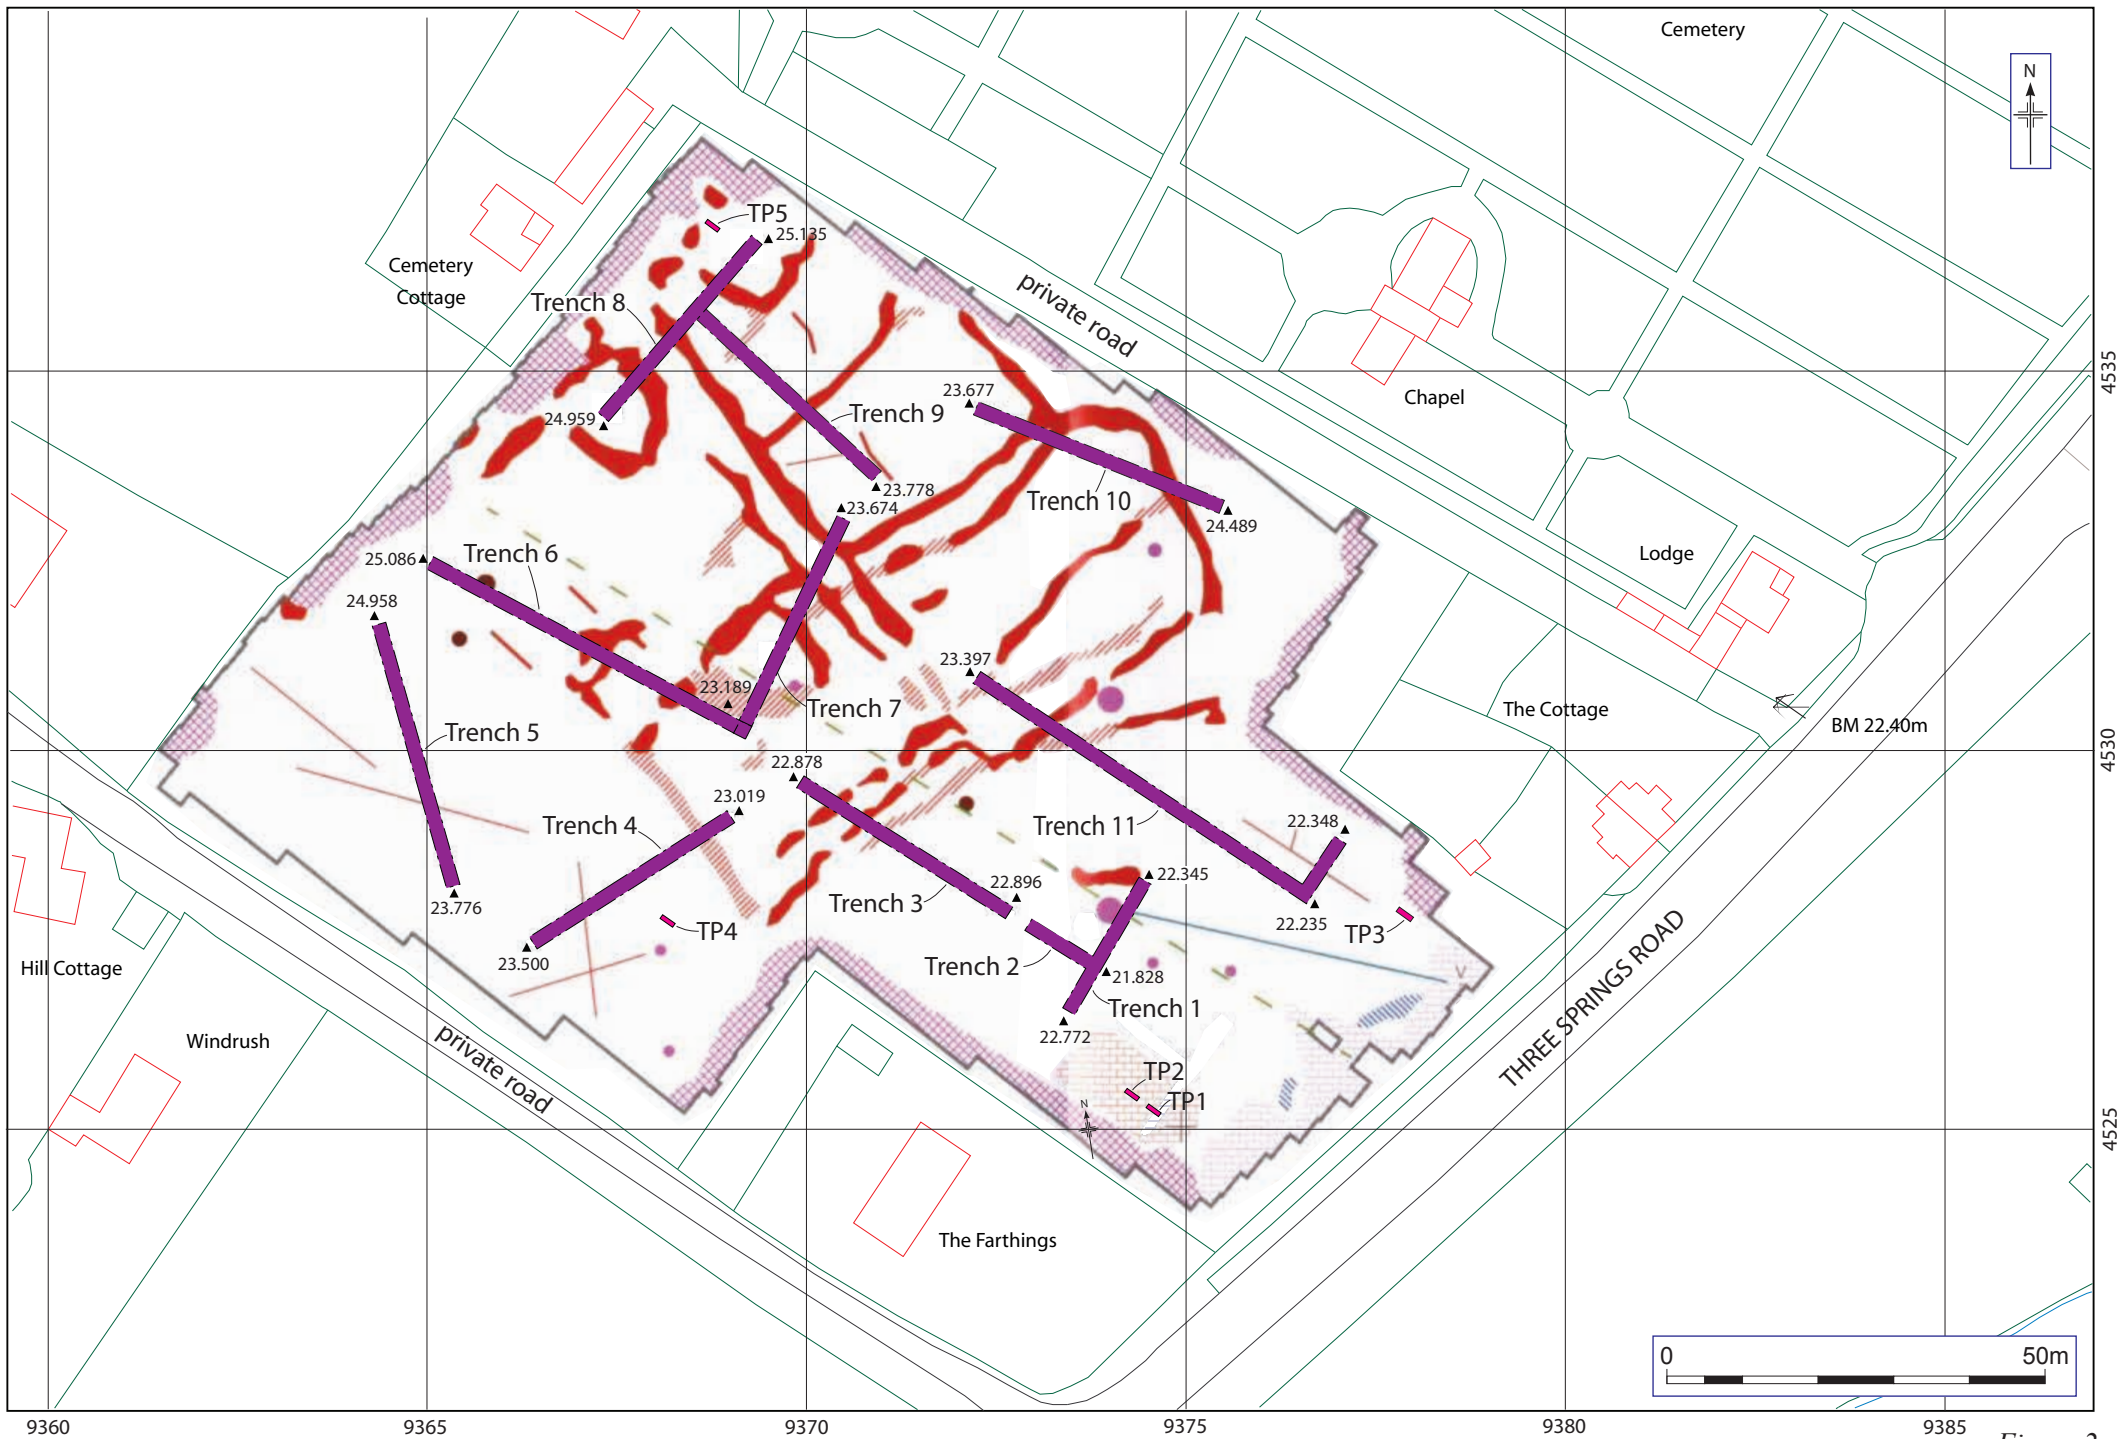 Cemetery
N
TP5
25.135
Cemetery
Cottage
Trench 8
private road
4535
23.677
Chapel
24.959
Trench 9
23.778
Trench 10
23.674
24.489
Trench 6
25.086
Lodge
24.958
23.397
23.189
Trench 7
The Cottage
BM 22.40m
Trench 5
4530
22.878
23.019
Trench 4
Trench 11
22.348
22.896
22.345
23.776
Trench 3
22.235
TP3
TP4
23.500
Hill Cottage
Trench 2
21.828
V
Trench 1
22.772
Windrush
THREE SPRINGS ROAD
private road
TP2
TP1
N
4525
The Farthings
0
50m
9360
9365
9370
9375
9380
9385